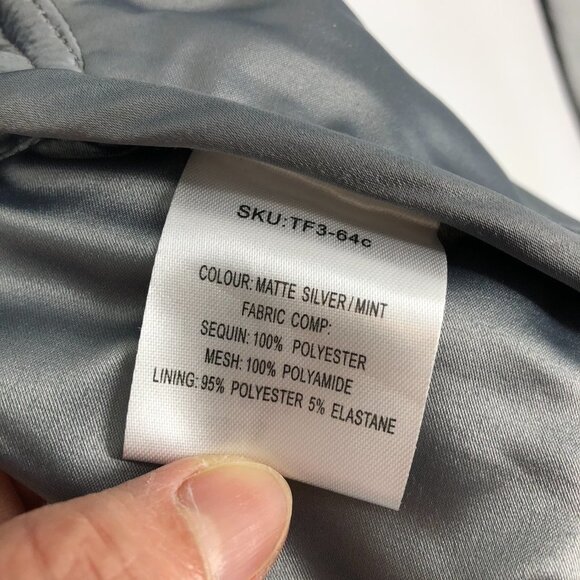 SKU:TF3-64c
COLOUR: MATTE SILVER/MINT
FABRIC COMP:
SEQUIN: 100% POLYESTER
MESH: 100% POLYAMIDE
LINING: 95% POLYESTER 5% ELASTANE